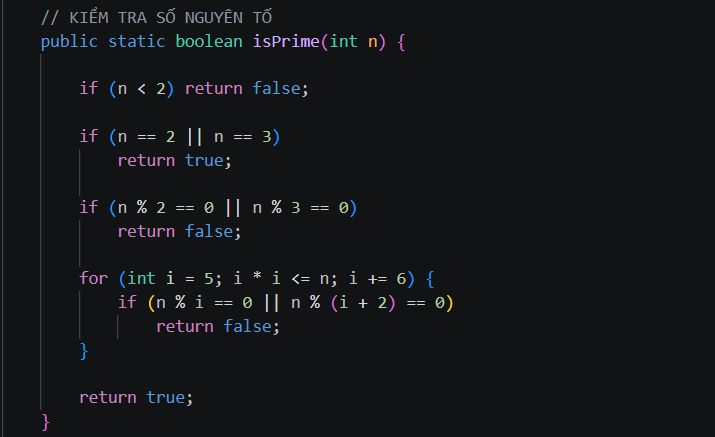 // KIỂM TRA SỐ NGUYÊN TỐ
public static boolean isPrime(int n) {
if (n < 2) return false;
if (n == 2 || n == 3)
return true;
if (n % 2 == 0 || n % 3 == 0)
return false;
for (int i = 5; i * i <= n; i += 6) {
if (n % i == 0 || n % (i + 2) == 0)
return false;
}
return true;
}